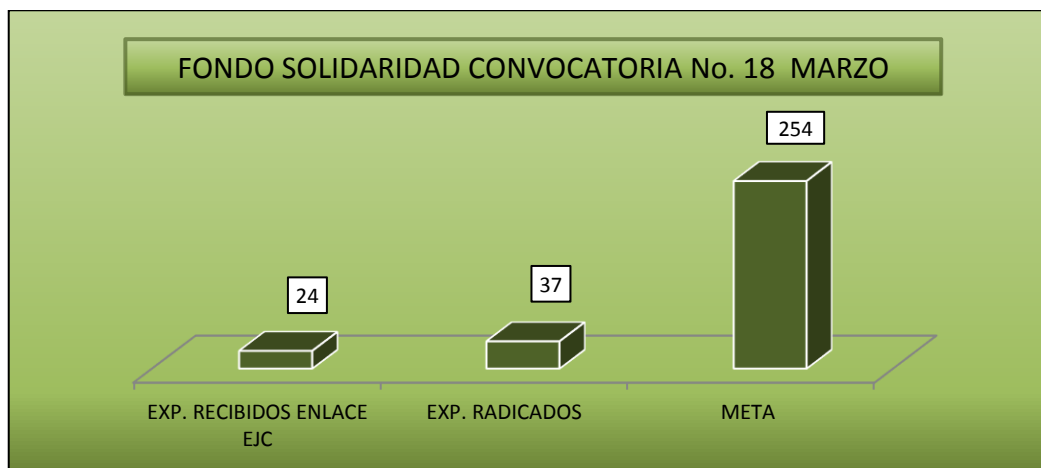 FONDO SOLIDARIDAD CONVOCATORIA No. 18 MARZO
254
37
24
EXP. RECIBIDOS ENLACE
EJC
EXP. RADICADOS
META